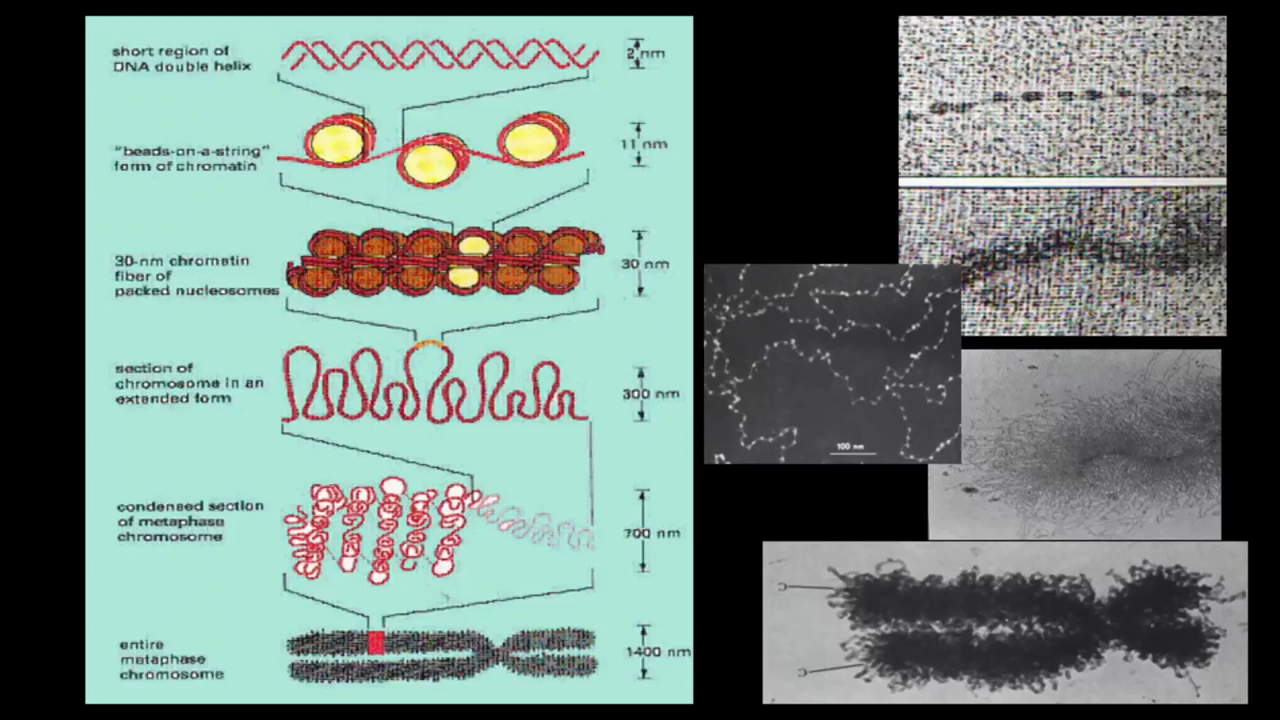 short region of
DNA double helix
2 nm
"beads-on-a-string"
form of chromatin
11 nm
30-nm chromatin
fiber of
packed nucleosomes
30 nm
section of
chromosome in an
extended form
300 nm
condensed section
of metaphase
chromosome
700 nm
entire
metaphase
chromosome
1400 nm
100 nm